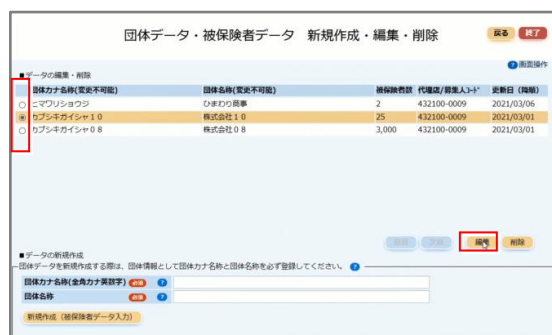 団体データ・被保険者データ 新規作成・編集・削除 戻る 終了
? 画面操作
■データの編集・削除
団体カナ名称(変更不可能) 団体名称(変更不可能) 被保険者数 代理店/募集人コード 更新日 (降順)
ヒマワリショウジ ひまわり商事 2 432100-0009 2021/03/06
カブシキガイシャ10 株式会社10 25 432100-0009 2021/03/01
カブシキガイシャ08 株式会社08 3,000 432100-0009 2021/03/01
編集 削除
■データの新規作成
団体データを新規作成する際は、団体情報として団体カナ名称と団体名称を必ず登録してください。 ?
団体カナ名称(全角カナ英数字) 必須 ?
団体名称 必須 ?
新規作成 (被保険者データ入力)